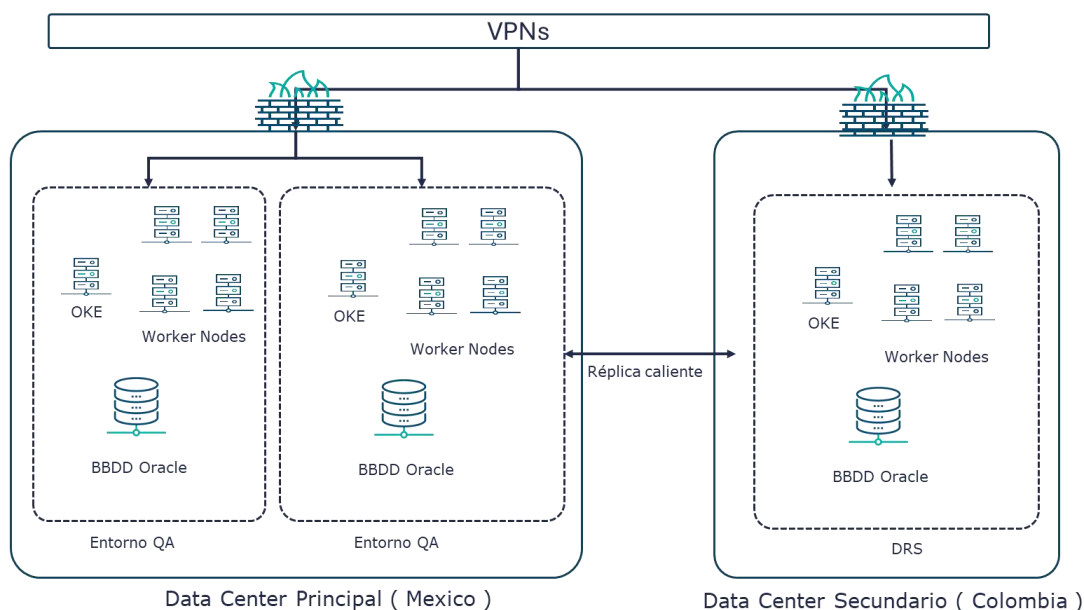 VPNs
OKE
Worker Nodes
BBDD Oracle
Entorno QA
OKE
Worker Nodes
BBDD Oracle
Entorno QA
Réplica caliente
OKE
Worker Nodes
BBDD Oracle
DRS
Data Center Principal ( Mexico )
Data Center Secundario ( Colombia )